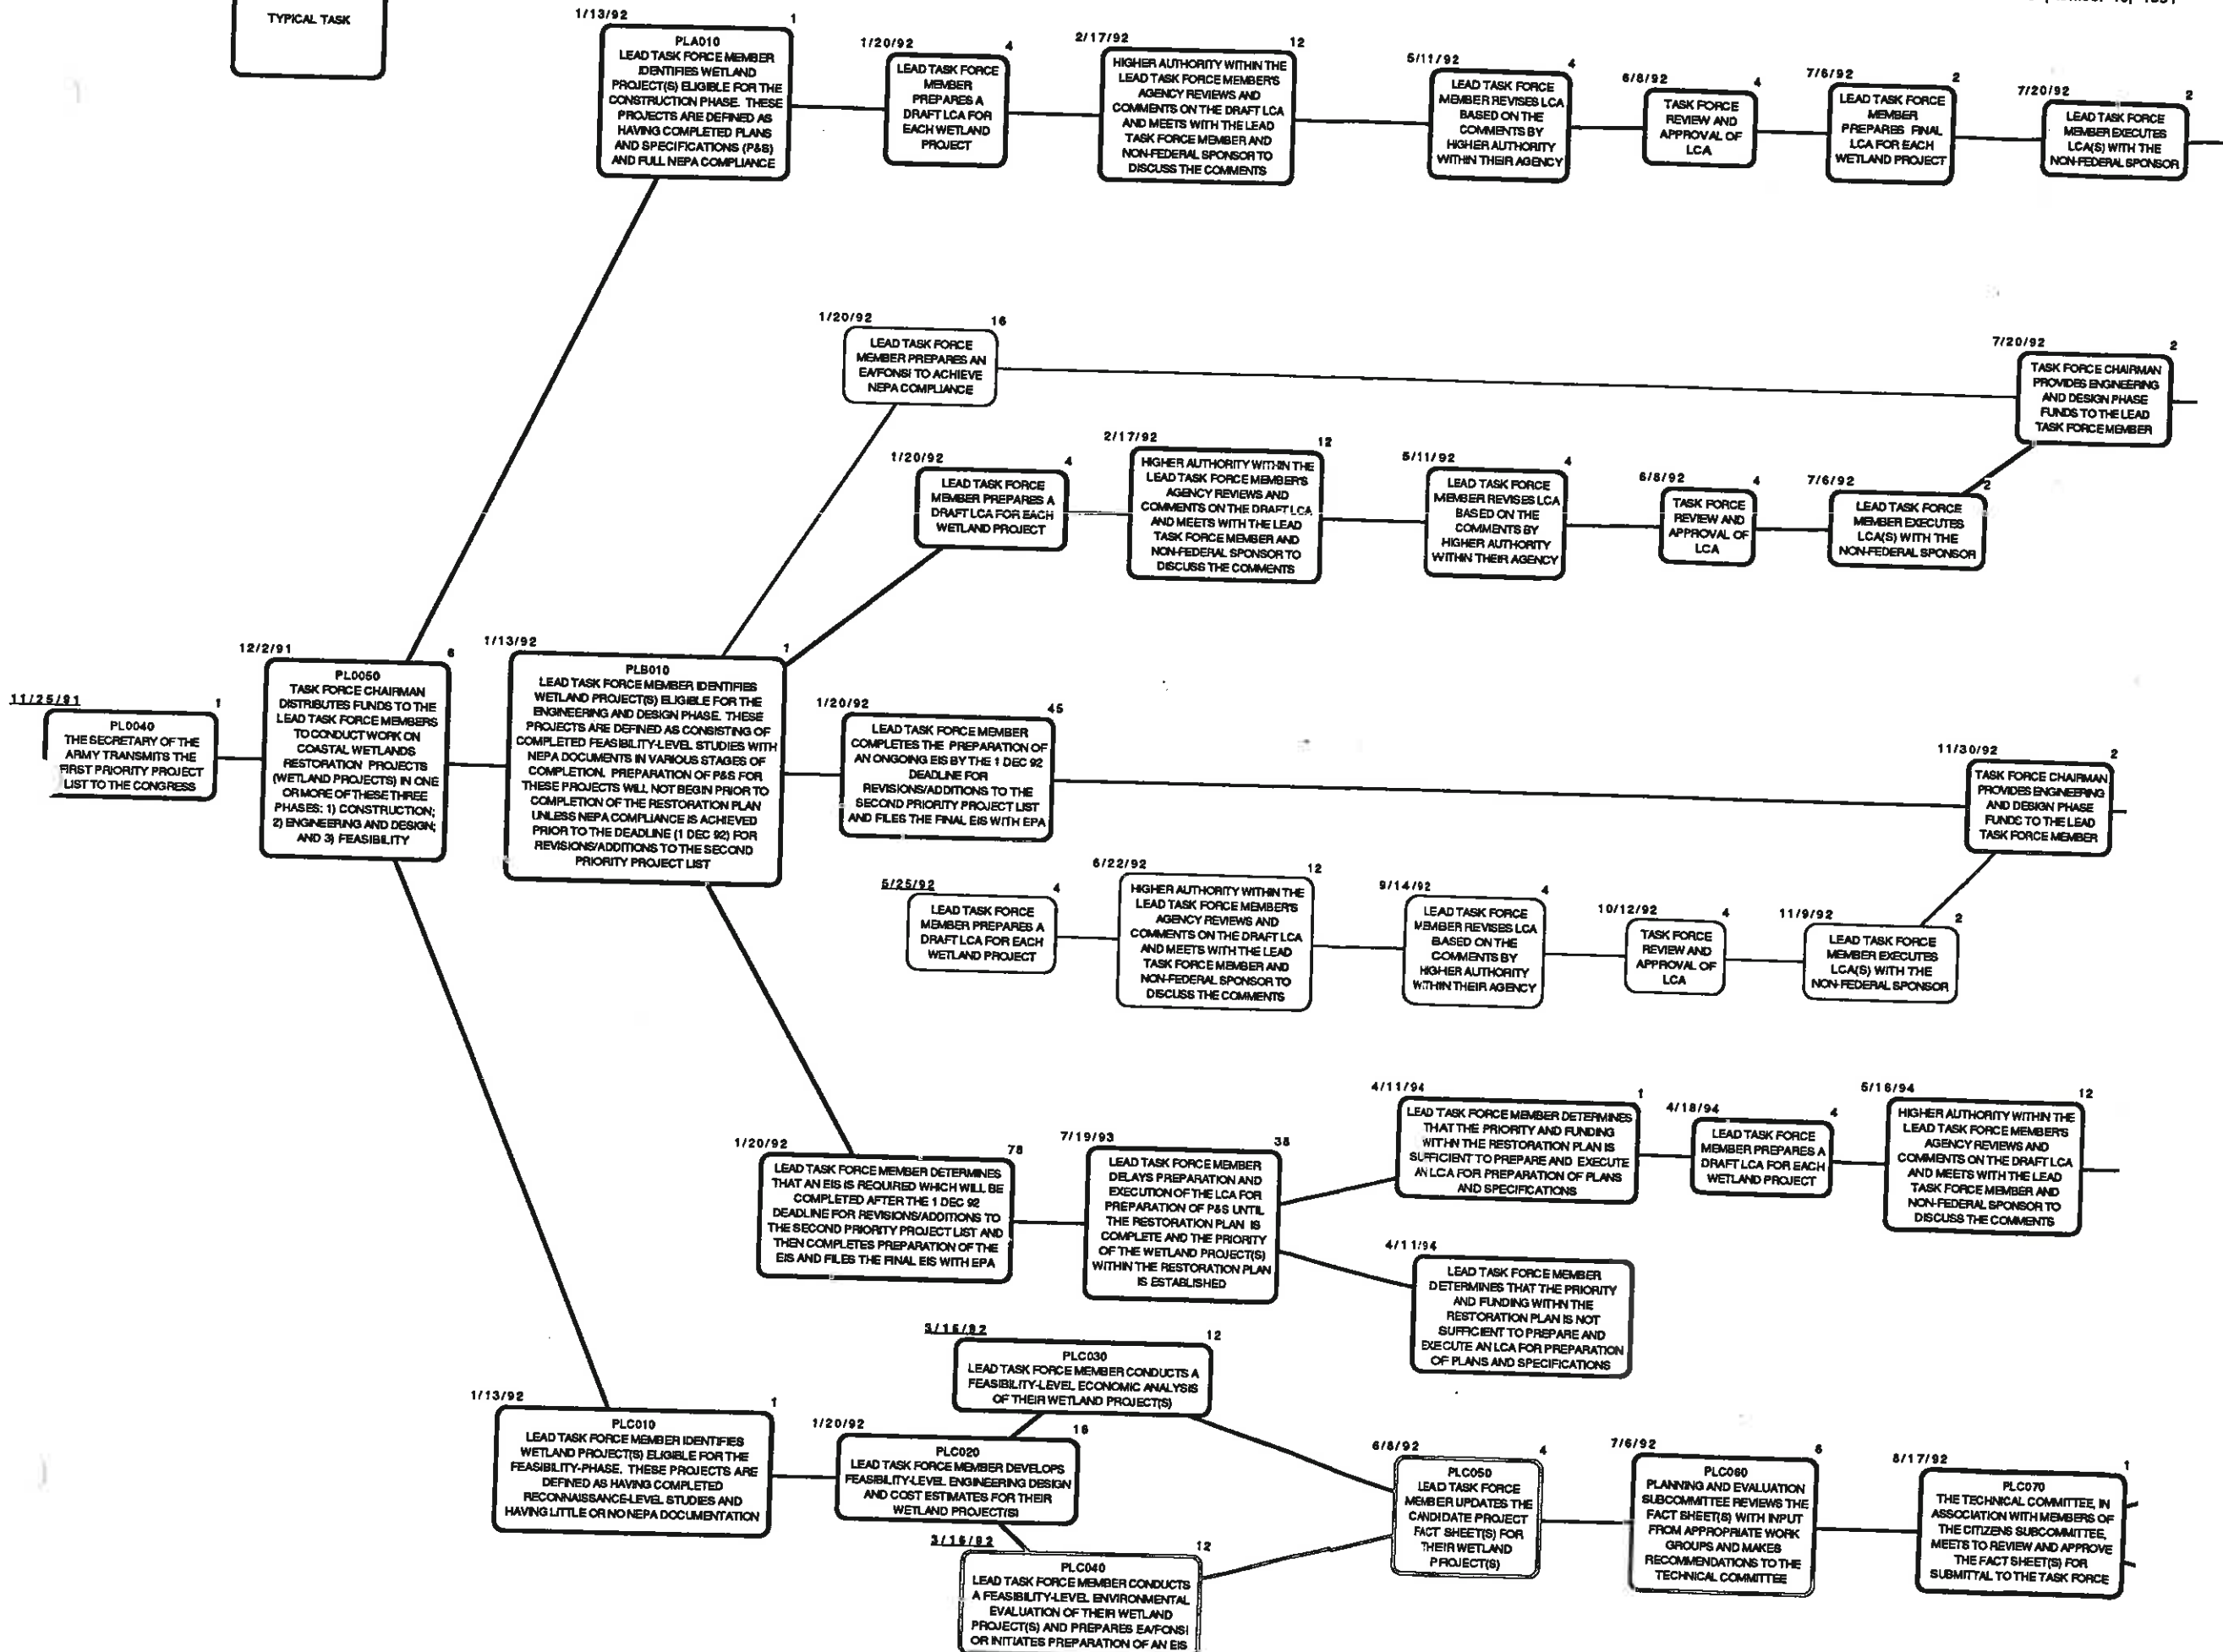 TYPICAL TASK
1/13/92
1
PLA010
LEAD TASK FORCE MEMBER
IDENTIFIES WETLAND
PROJECT(S) ELIGIBLE FOR THE
CONSTRUCTION PHASE. THESE
PROJECTS ARE DEFINED AS
HAVING COMPLETED PLANS
AND SPECIFICATIONS (P&S)
AND FULL NEPA COMPLIANCE
1/20/92
4
LEAD TASK FORCE
MEMBER
PREPARES A
DRAFT LCA FOR
EACH WETLAND
PROJECT
2/17/92
12
HIGHER AUTHORITY WITHIN THE
LEAD TASK FORCE MEMBER'S
AGENCY REVIEWS AND
COMMENTS ON THE DRAFT LCA
AND MEETS WITH THE LEAD
TASK FORCE MEMBER AND
NON-FEDERAL SPONSOR TO
DISCUSS THE COMMENTS
5/11/92
4
LEAD TASK FORCE
MEMBER REVISES LCA
BASED ON THE
COMMENTS BY
HIGHER AUTHORITY
WITHIN THEIR AGENCY
6/8/92
4
TASK FORCE
REVIEW AND
APPROVAL OF
LCA
7/6/92
2
LEAD TASK FORCE
MEMBER
PREPARES FINAL
LCA FOR EACH
WETLAND PROJECT
7/20/92
2
LEAD TASK FORCE
MEMBER EXECUTES
LCA(S) WITH THE
NON-FEDERAL SPONSOR
1/20/92
16
LEAD TASK FORCE
MEMBER PREPARES AN
EA/FONSI TO ACHIEVE
NEPA COMPLIANCE
7/20/92
2
TASK FORCE CHAIRMAN
PROVIDES ENGINEERING
AND DESIGN PHASE
FUNDS TO THE LEAD
TASK FORCE MEMBER
1/20/92
4
LEAD TASK FORCE
MEMBER PREPARES A
DRAFT LCA FOR EACH
WETLAND PROJECT
2/17/92
12
HIGHER AUTHORITY WITHIN THE
LEAD TASK FORCE MEMBER'S
AGENCY REVIEWS AND
COMMENTS ON THE DRAFT LCA
AND MEETS WITH THE LEAD
TASK FORCE MEMBER AND
NON-FEDERAL SPONSOR TO
DISCUSS THE COMMENTS
5/11/92
4
LEAD TASK FORCE
MEMBER REVISES LCA
BASED ON THE
COMMENTS BY
HIGHER AUTHORITY
WITHIN THEIR AGENCY
6/8/92
4
TASK FORCE
REVIEW AND
APPROVAL OF
LCA
7/6/92
2
LEAD TASK FORCE
MEMBER EXECUTES
LCA(S) WITH THE
NON-FEDERAL SPONSOR
11/25/91
1
PL0040
THE SECRETARY OF THE
ARMY TRANSMITS THE
FIRST PRIORITY PROJECT
LIST TO THE CONGRESS
12/2/91
6
PL0050
TASK FORCE CHAIRMAN
DISTRIBUTES FUNDS TO THE
LEAD TASK FORCE MEMBERS
TO CONDUCT WORK ON
COASTAL WETLANDS
RESTORATION PROJECTS
(WETLAND PROJECTS) IN ONE
OR MORE OF THESE THREE
PHASES: 1) CONSTRUCTION;
2) ENGINEERING AND DESIGN;
AND 3) FEASIBILITY
1/13/92
1
PLB010
LEAD TASK FORCE MEMBER IDENTIFIES
WETLAND PROJECT(S) ELIGIBLE FOR THE
ENGINEERING AND DESIGN PHASE. THESE
PROJECTS ARE DEFINED AS CONSISTING OF
COMPLETED FEASIBILITY-LEVEL STUDIES WITH
NEPA DOCUMENTS IN VARIOUS STAGES OF
COMPLETION. PREPARATION OF P&S FOR
THESE PROJECTS WILL NOT BEGIN PRIOR TO
COMPLETION OF THE RESTORATION PLAN
UNLESS NEPA COMPLIANCE IS ACHIEVED
PRIOR TO THE DEADLINE (1 DEC 92) FOR
REVISIONS/ADDITIONS TO THE SECOND
PRIORITY PROJECT LIST
1/20/92
45
LEAD TASK FORCE MEMBER
COMPLETES THE PREPARATION OF
AN ONGOING EIS BY THE 1 DEC 92
DEADLINE FOR
REVISIONS/ADDITIONS TO THE
SECOND PRIORITY PROJECT LIST
AND FILES THE FINAL EIS WITH EPA
11/30/92
2
TASK FORCE CHAIRMAN
PROVIDES ENGINEERING
AND DESIGN PHASE
FUNDS TO THE LEAD
TASK FORCE MEMBER
5/25/92
4
LEAD TASK FORCE
MEMBER PREPARES A
DRAFT LCA FOR EACH
WETLAND PROJECT
6/22/92
12
HIGHER AUTHORITY WITHIN THE
LEAD TASK FORCE MEMBER'S
AGENCY REVIEWS AND
COMMENTS ON THE DRAFT LCA
AND MEETS WITH THE LEAD
TASK FORCE MEMBER AND
NON-FEDERAL SPONSOR TO
DISCUSS THE COMMENTS
9/14/92
4
LEAD TASK FORCE
MEMBER REVISES LCA
BASED ON THE
COMMENTS BY
HIGHER AUTHORITY
WITHIN THEIR AGENCY
10/12/92
4
TASK FORCE
REVIEW AND
APPROVAL OF
LCA
11/9/92
2
LEAD TASK FORCE
MEMBER EXECUTES
LCA(S) WITH THE
NON-FEDERAL SPONSOR
1/20/92
78
LEAD TASK FORCE MEMBER DETERMINES
THAT AN EIS IS REQUIRED WHICH WILL BE
COMPLETED AFTER THE 1 DEC 92
DEADLINE FOR REVISIONS/ADDITIONS TO
THE SECOND PRIORITY PROJECT LIST AND
THEN COMPLETES PREPARATION OF THE
EIS AND FILES THE FINAL EIS WITH EPA
7/19/93
38
LEAD TASK FORCE MEMBER
DELAYS PREPARATION AND
EXECUTION OF THE LCA FOR
PREPARATION OF P&S UNTIL
THE RESTORATION PLAN IS
COMPLETE AND THE PRIORITY
OF THE WETLAND PROJECT(S)
WITHIN THE RESTORATION PLAN
IS ESTABLISHED
4/11/94
1
LEAD TASK FORCE MEMBER DETERMINES
THAT THE PRIORITY AND FUNDING
WITHN THE RESTORATION PLAN IS
SUFFICIENT TO PREPARE AND EXECUTE
AN LCA FOR PREPARATION OF PLANS
AND SPECIFICATIONS
4/18/94
4
LEAD TASK FORCE
MEMBER PREPARES A
DRAFT LCA FOR EACH
WETLAND PROJECT
5/16/94
12
HIGHER AUTHORITY WITHIN THE
LEAD TASK FORCE MEMBER'S
AGENCY REVIEWS AND
COMMENTS ON THE DRAFT LCA
AND MEETS WITH THE LEAD
TASK FORCE MEMBER AND
NON-FEDERAL SPONSOR TO
DISCUSS THE COMMENTS
4/11/94
LEAD TASK FORCE MEMBER
DETERMINES THAT THE PRIORITY
AND FUNDING WITHN THE
RESTORATION PLAN IS NOT
SUFFICIENT TO PREPARE AND
EXECUTE AN LCA FOR PREPARATION
OF PLANS AND SPECIFICATIONS
1/13/92
1
PLC010
LEAD TASK FORCE MEMBER IDENTIFIES
WETLAND PROJECT(S) ELIGIBLE FOR THE
FEASIBILITY-PHASE. THESE PROJECTS ARE
DEFINED AS HAVING COMPLETED
RECONNAISSANCE-LEVEL STUDIES AND
HAVING LITTLE OR NO NEPA DOCUMENTATION
1/20/92
16
PLC020
LEAD TASK FORCE MEMBER DEVELOPS
FEASIBILITY-LEVEL ENGINEERING DESIGN
AND COST ESTIMATES FOR THEIR
WETLAND PROJECT(S)
3/16/92
12
PLC030
LEAD TASK FORCE MEMBER CONDUCTS A
FEASIBILITY-LEVEL ECONOMIC ANALYSIS
OF THEIR WETLAND PROJECT(S)
3/16/92
12
PLC040
LEAD TASK FORCE MEMBER CONDUCTS
A FEASIBILITY-LEVEL ENVIRONMENTAL
EVALUATION OF THEIR WETLAND
PROJECT(S) AND PREPARES EA/FONSI
OR INITIATES PREPARATION OF AN EIS
6/8/92
4
PLC050
LEAD TASK FORCE
MEMBER UPDATES THE
CANDIDATE PROJECT
FACT SHEET(S) FOR
THEIR WETLAND
PROJECT(S)
7/6/92
6
PLC060
PLANNING AND EVALUATION
SUBCOMMITTEE REVIEWS THE
FACT SHEET(S) WITH INPUT
FROM APPROPRIATE WORK
GROUPS AND MAKES
RECOMMENDATIONS TO THE
TECHNICAL COMMITTEE
8/17/92
1
PLC070
THE TECHNICAL COMMITTEE, IN
ASSOCIATION WITH MEMBERS OF
THE CITIZENS SUBCOMMITTEE,
MEETS TO REVIEW AND APPROVE
THE FACT SHEET(S) FOR
SUBMITTAL TO THE TASK FORCE